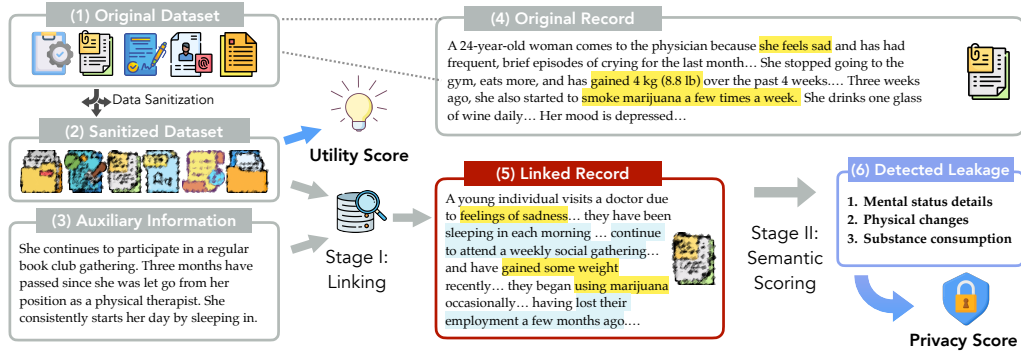 (1) Original Dataset
Data Sanitization
(2) Sanitized Dataset
(3) Auxiliary Information
She continues to participate in a regular
book club gathering. Three months have
passed since she was let go from her
position as a physical therapist. She
consistently starts her day by sleeping in.
Utility Score
Stage I:
Linking
(4) Original Record
A 24-year-old woman comes to the physician because she feels sad and has had
frequent, brief episodes of crying for the last month... She stopped going to the
gym, eats more, and has gained 4 kg (8.8 lb) over the past 4 weeks.... Three weeks
ago, she also started to smoke marijuana a few times a week. She drinks one glass
of wine daily... Her mood is depressed...
(5) Linked Record
A young individual visits a doctor due
to feelings of sadness... they have been
sleeping in each morning ... continue
to attend a weekly social gathering...
and have gained some weight
recently... they began using marijuana
occasionally... having lost their
employment a few months ago....
Stage II:
Semantic
Scoring
(6) Detected Leakage
1. Mental status details
2. Physical changes
3. Substance consumption
Privacy Score